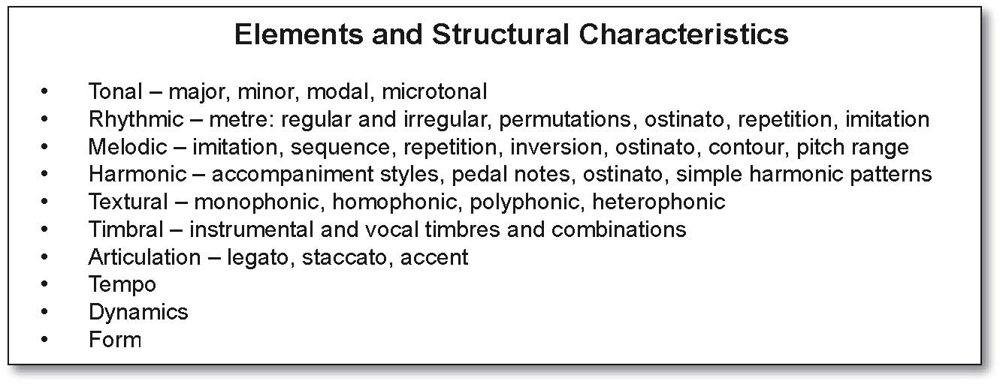 Elements and Structural Characteristics
• Tonal – major, minor, modal, microtonal
• Rhythmic – metre: regular and irregular, permutations, ostinato, repetition, imitation
• Melodic – imitation, sequence, repetition, inversion, ostinato, contour, pitch range
• Harmonic – accompaniment styles, pedal notes, ostinato, simple harmonic patterns
• Textural – monophonic, homophonic, polyphonic, heterophonic
• Timbral – instrumental and vocal timbres and combinations
• Articulation – legato, staccato, accent
• Tempo
• Dynamics
• Form